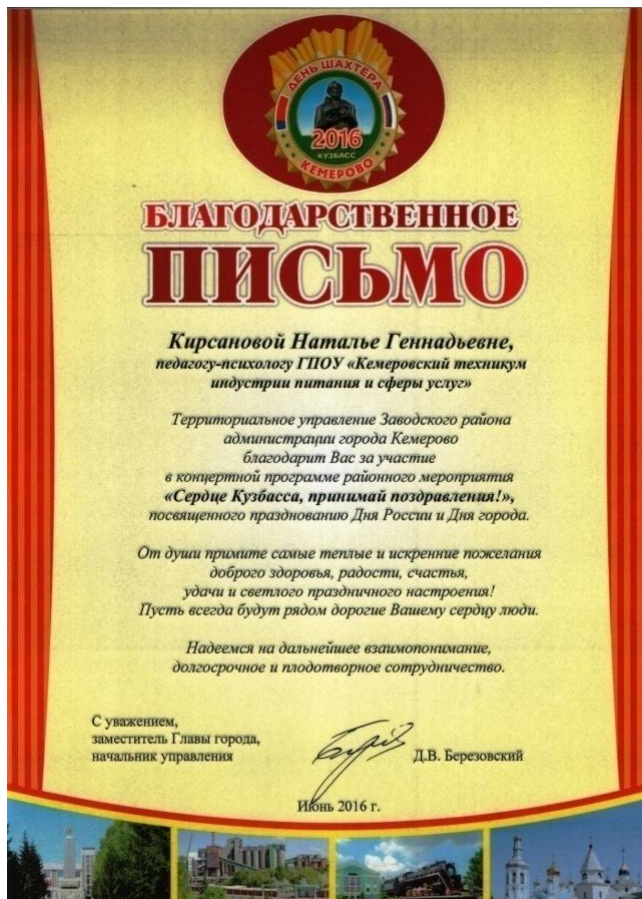 ДЕНЬ ШАХТЁРА
2016
КУЗБАСС
КЕМЕРОВО
БЛАГОДАРСТВЕННОЕ
ПИСЬМО
Кирсановой Наталье Геннадьевне,
педагогу-психологу ГПОУ «Кемеровский техникум
индустрии питания и сферы услуг»
Территориальное управление Заводского района
администрации города Кемерово
благодарит Вас за участие
в концертной программе районного мероприятия
«Сердце Кузбасса, принимай поздравления!»,
посвященного празднованию Дня России и Дня города.
От души примите самые теплые и искренние пожелания
доброго здоровья, радости, счастья,
удачи и светлого праздничного настроения!
Пусть всегда будут рядом дорогие Вашему сердцу люди.
Надеемся на дальнейшее взаимопонимание,
долгосрочное и плодотворное сотрудничество.
С уважением,
заместитель Главы города,
начальник управления
Д.В. Березовский
Июнь 2016 г.